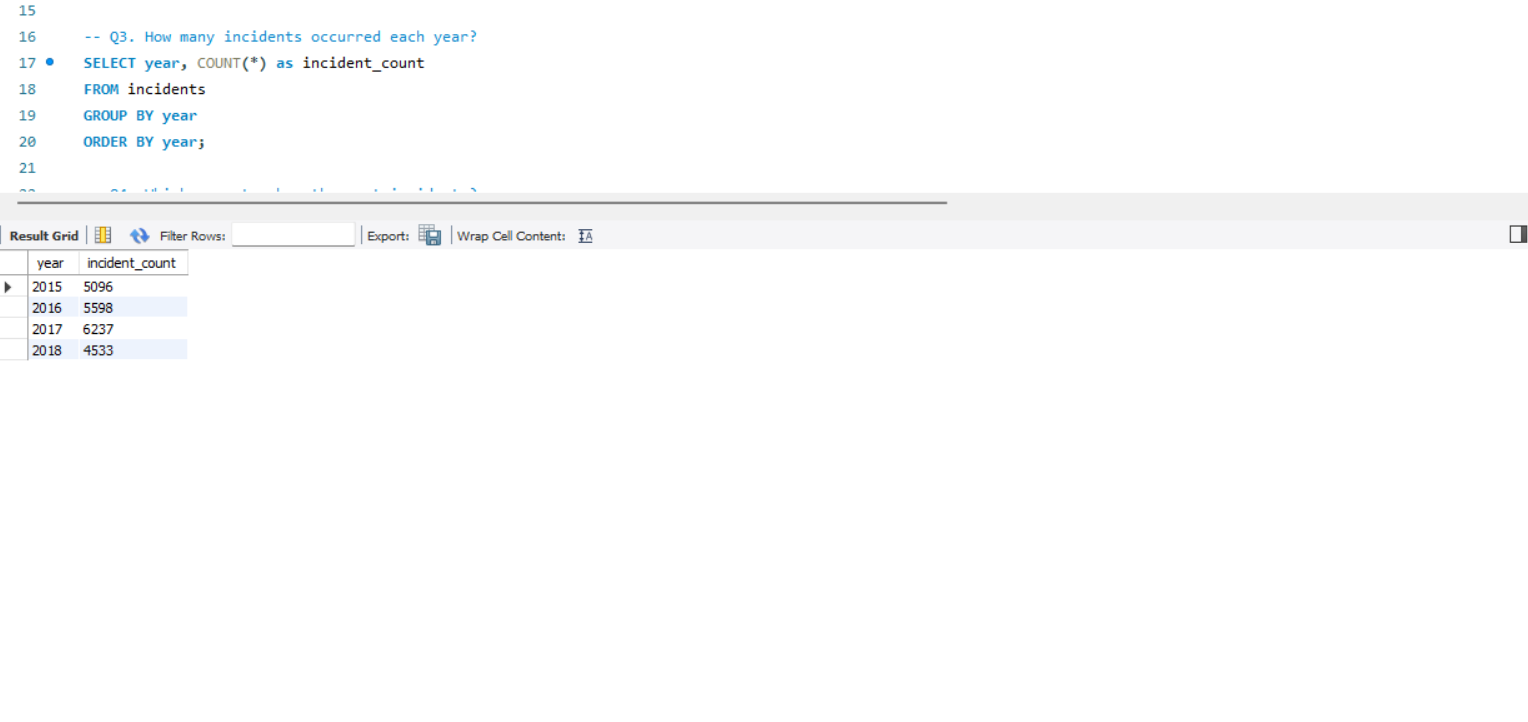 15
16 -- Q3. How many incidents occurred each year?
17 SELECT year, COUNT(*) as incident_count
18 FROM incidents
19 GROUP BY year
20 ORDER BY year;
21
Result Grid Filter Rows: Export: Wrap Cell Content:
year incident_count
2015 5096
2016 5598
2017 6237
2018 4533